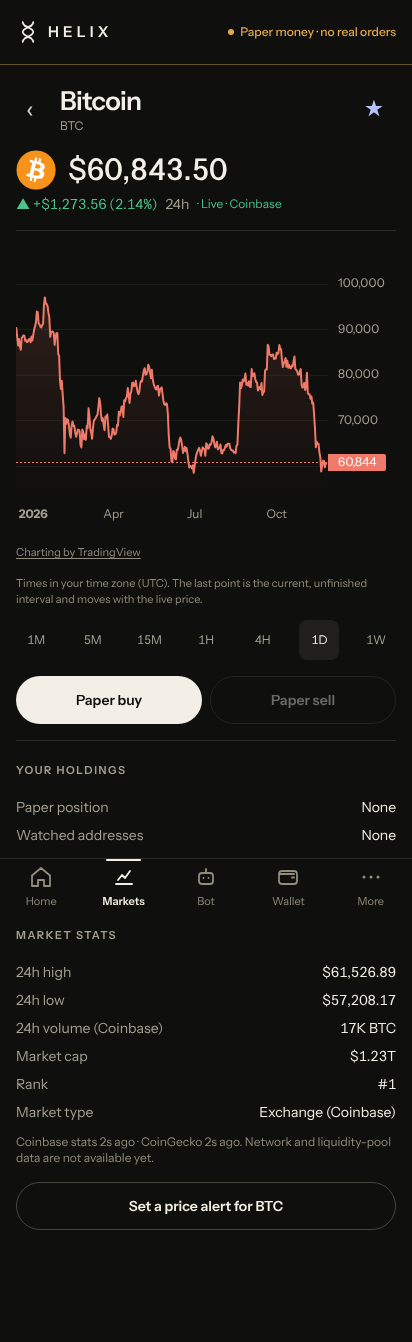 HELIX
Paper money · no real orders
Bitcoin
BTC
$60,843.50
▲ +$1,273.56 (2.14%) 24h · Live · Coinbase
100,000
90,000
80,000
70,000
60,844
2026 Apr Jul Oct
Charting by TradingView
Times in your time zone (UTC). The last point is the current, unfinished
interval and moves with the live price.
1M 5M 15M 1H 4H 1D 1W
Paper buy Paper sell
YOUR HOLDINGS
Paper position None
Watched addresses None
Home Markets Bot Wallet More
MARKET STATS
24h high $61,526.89
24h low $57,208.17
24h volume (Coinbase) 17K BTC
Market cap $1.23T
Rank #1
Market type Exchange (Coinbase)
Coinbase stats 2s ago · CoinGecko 2s ago. Network and liquidity-pool
data are not available yet.
Set a price alert for BTC